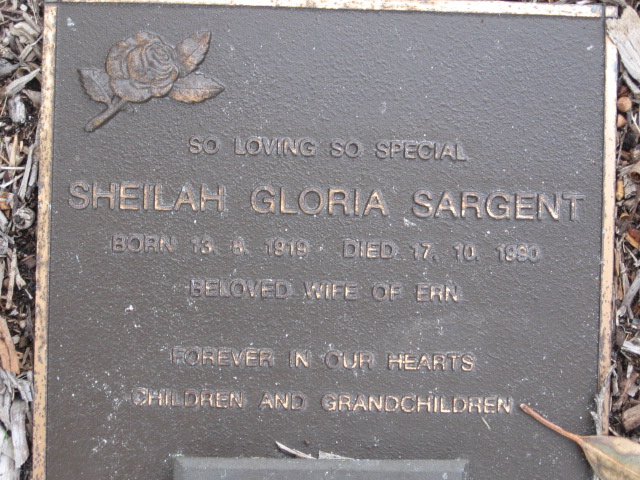 SO LOVING SO SPECIAL
SHEILAH GLORIA SARGENT
BORN 13. 8. 1919 DIED 17. 10. 1990
BELOVED WIFE OF ERN
FOREVER IN OUR HEARTS
CHILDREN AND GRANDCHILDREN